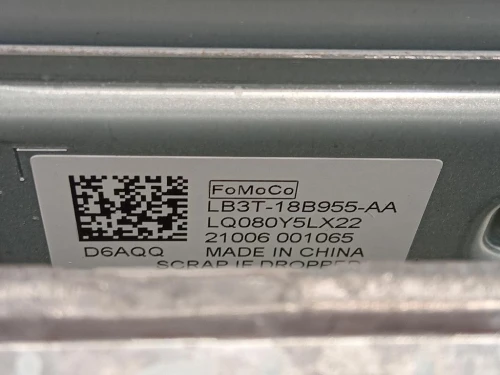 FoMoCo
LB3T-18B955-AA
LQ080Y5LX22
21006 001065
D6AQQ MADE IN CHINA
SCRAP IF DROPPED